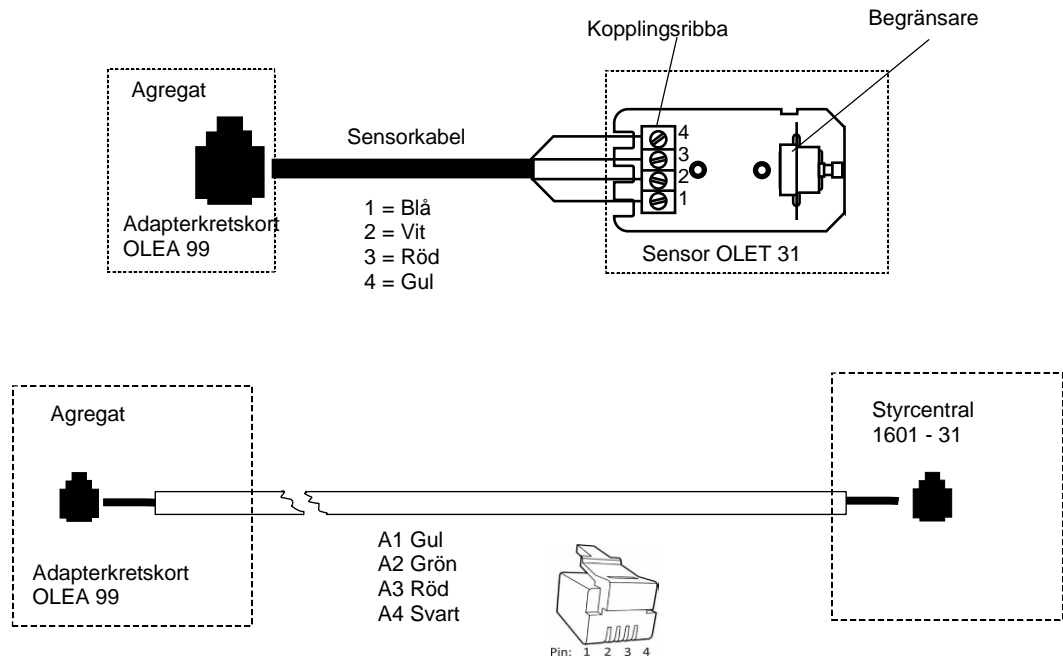 Begränsare
Kopplingsribba
Agregat
Sensorkabel
4
3
2
1
1 = Blå
2 = Vit
3 = Röd
4 = Gul
Adapterkretskort
OLEA 99
Sensor OLET 31
Agregat
Styrcentral
1601 - 31
A1 Gul
A2 Grön
A3 Röd
A4 Svart
Adapterkretskort
OLEA 99
Pin: 1 2 3 4